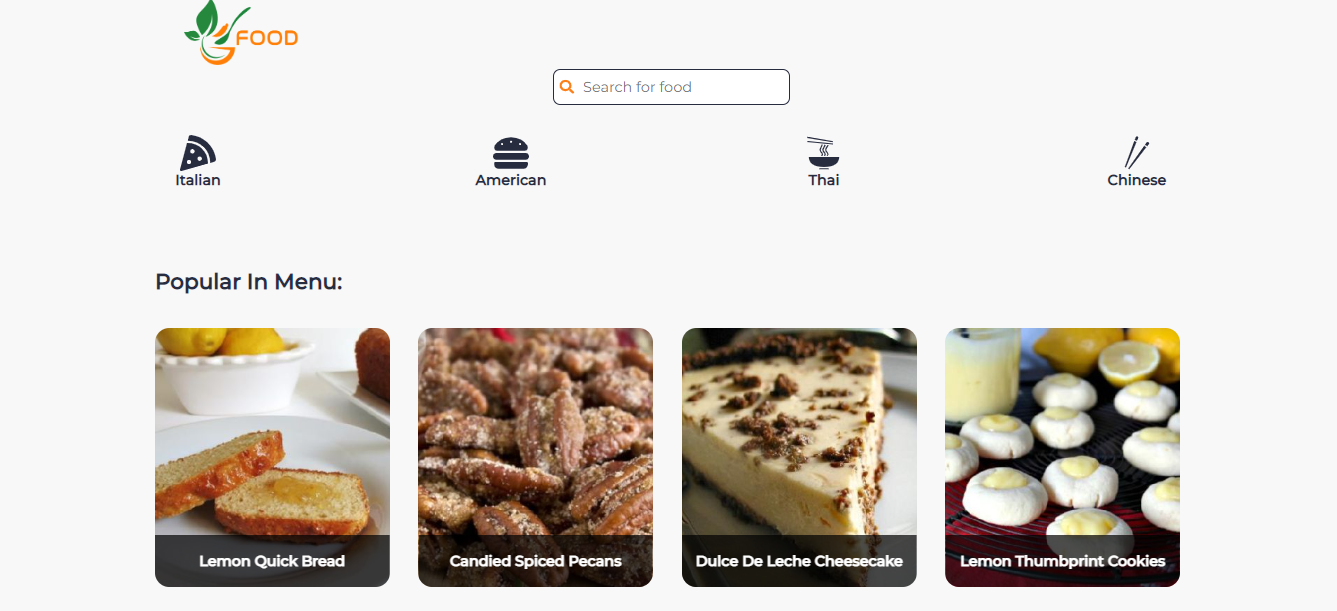 FOOD
Search for food
Italian
American
Thai
Chinese
Popular In Menu:
Lemon Quick Bread
Candied Spiced Pecans
Dulce De Leche Cheesecake
Lemon Thumbprint Cookies